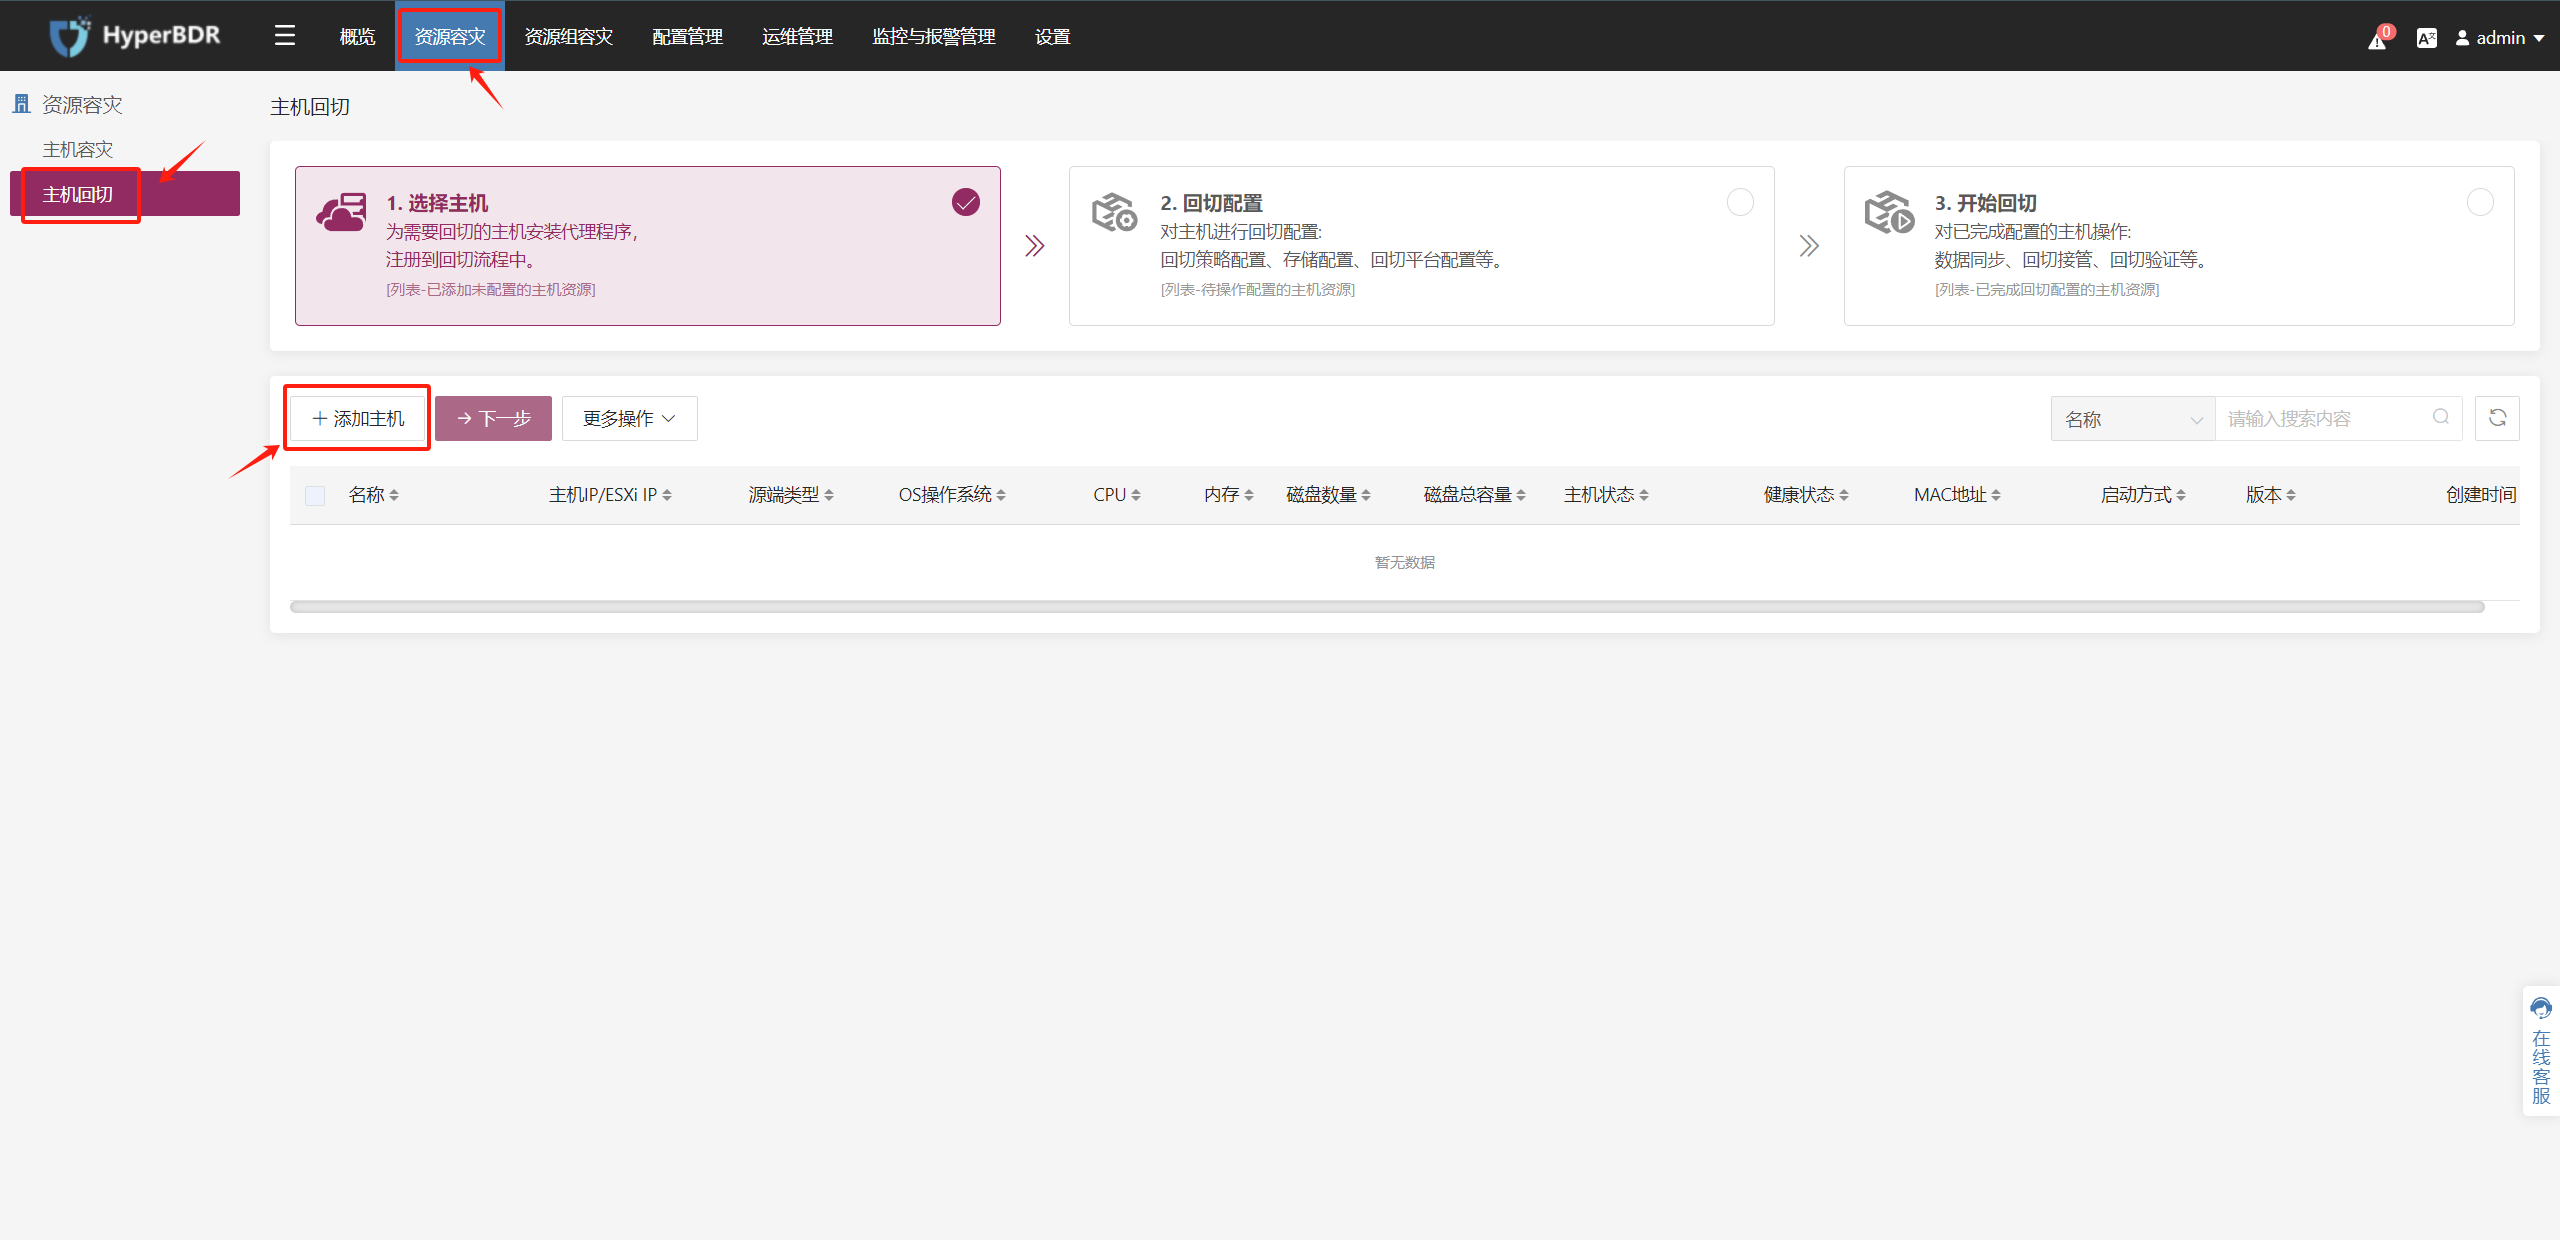 HyperBDR
概览
资源容灾
资源组容灾
配置管理
运维管理
监控与报警管理
设置
0
admin
资源容灾
主机容灾
主机回切
主机回切
1. 选择主机
为需要回切的主机安装代理程序，
注册到回切流程中。
[列表-已添加未配置的主机资源]
2. 回切配置
对主机进行回切配置:
回切策略配置、存储配置、回切平台配置等。
[列表-待操作配置的主机资源]
3. 开始回切
对已完成配置的主机操作:
数据同步、回切接管、回切验证等。
[列表-已完成回切配置的主机资源]
添加主机
下一步
更多操作
名称
请输入搜索内容
名称
主机IP/ESXi IP
源端类型
OS操作系统
CPU
内存
磁盘数量
磁盘总容量
主机状态
健康状态
MAC地址
启动方式
版本
创建时间
暂无数据
在线客服